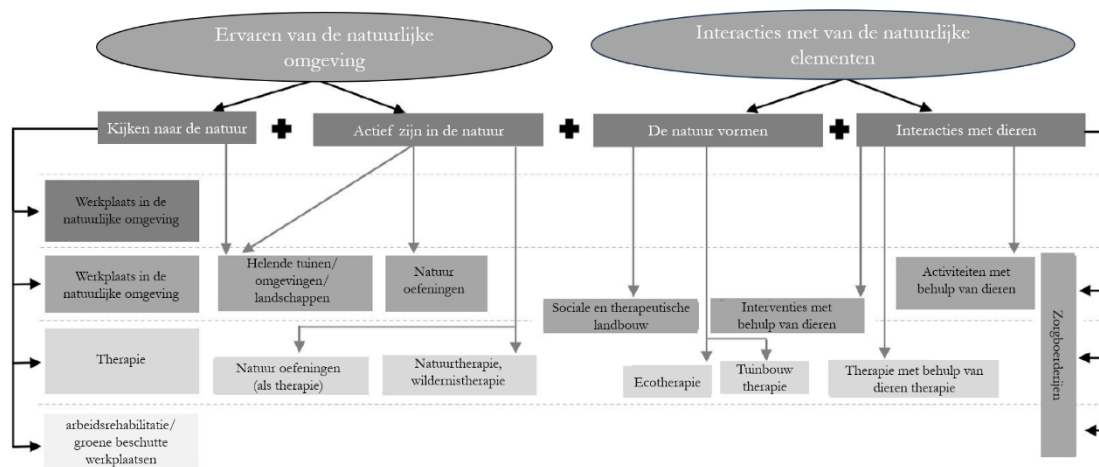 Ervaren van de natuurlijke
omgeving
Interacties met van de natuurlijke
elementen
Kijken naar de natuur
Actief zijn in de natuur
De natuur vormen
Interacties met dieren
Werkplaats in de
natuurlijke omgeving
Werkplaats in de
natuurlijke omgeving
Helende tuinen/
omgevingen/
landschappen
Natuur
oefeningen
Sociale en therapeutische
landbouw
Interventies met
behulp van dieren
Activiteiten met
behulp van dieren
Zorgboerderijen
Therapie
Natuur oefeningen
(als therapie)
Natuurtherapie,
wildernistherapie
Ecotherapie
Tuinbouw
therapie
Therapie met behulp van
dieren therapie
arbeidsrehabilitatie/
groene beschutte
werkplaatsen